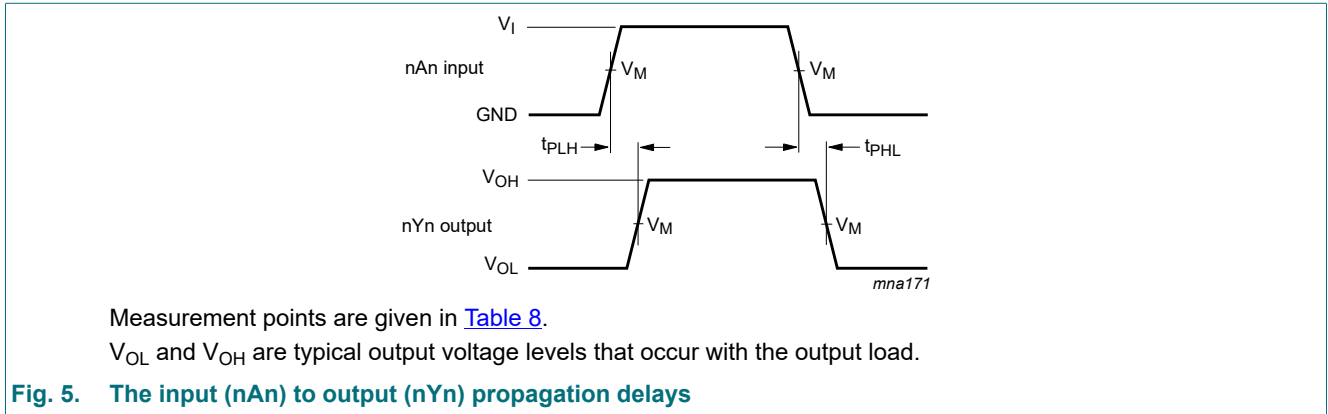 V_I
nAn input
V_M
V_M
GND
t_PLH
t_PHL
V_OH
nYn output
V_M
V_M
V_OL
mna171
Measurement points are given in Table 8.
V_OL and V_OH are typical output voltage levels that occur with the output load.
Fig. 5. The input (nAn) to output (nYn) propagation delays